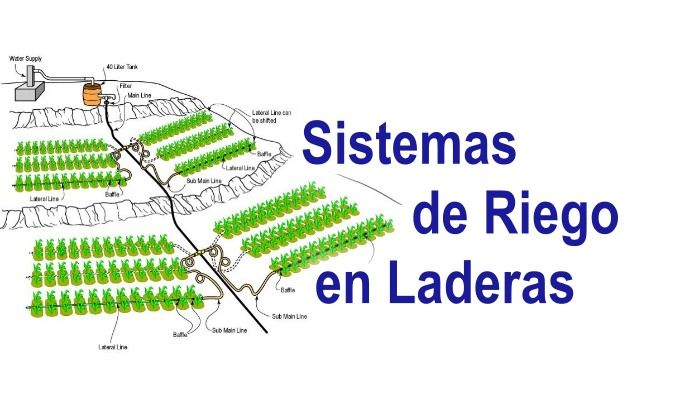 Water Supply
40 Liter Tank
Filter
Main Line
Lateral Line can
be shifted
Baffle
Lateral Line
Sub Main Line
Baffle
Lateral Line
Sistemas
de Riego
en Laderas
Baffle
Sub Main Line
Sub Main Line
Baffle
Lateral Line